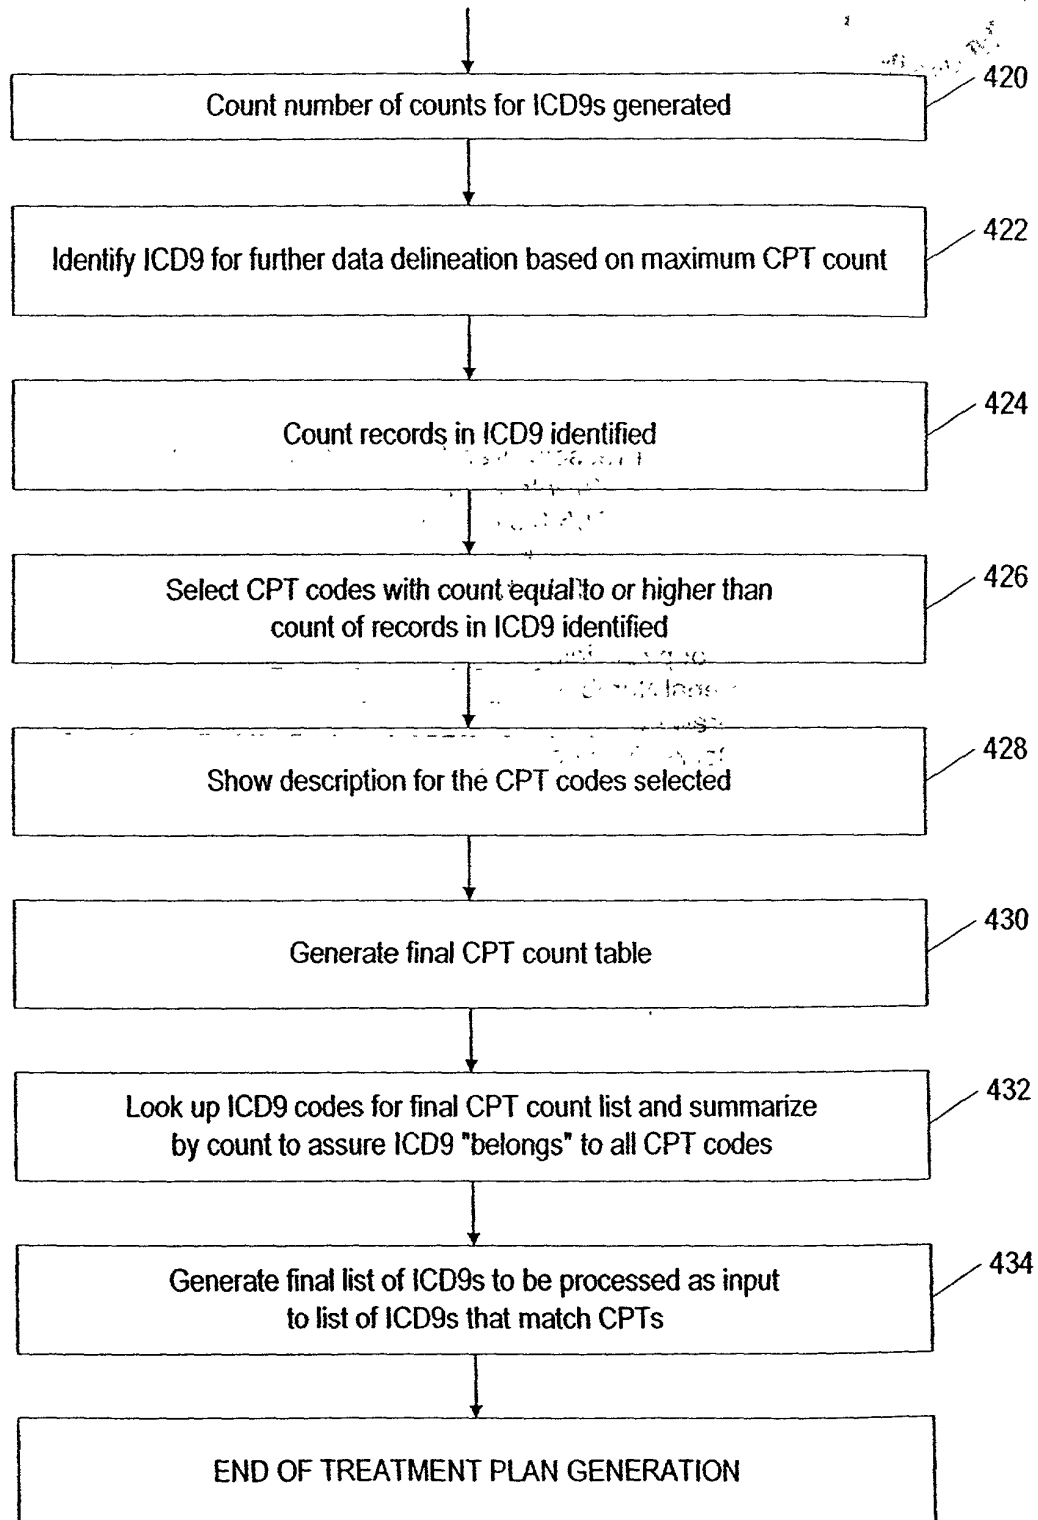 420
Count number of counts for ICD9s generated
422
Identify ICD9 for further data delineation based on maximum CPT count
424
Count records in ICD9 identified
426
Select CPT codes with count equal to or higher than
count of records in ICD9 identified
428
Show description for the CPT codes selected
430
Generate final CPT count table
432
Look up ICD9 codes for final CPT count list and summarize
by count to assure ICD9 "belongs" to all CPT codes
434
Generate final list of ICD9s to be processed as input
to list of ICD9s that match CPTs
END OF TREATMENT PLAN GENERATION